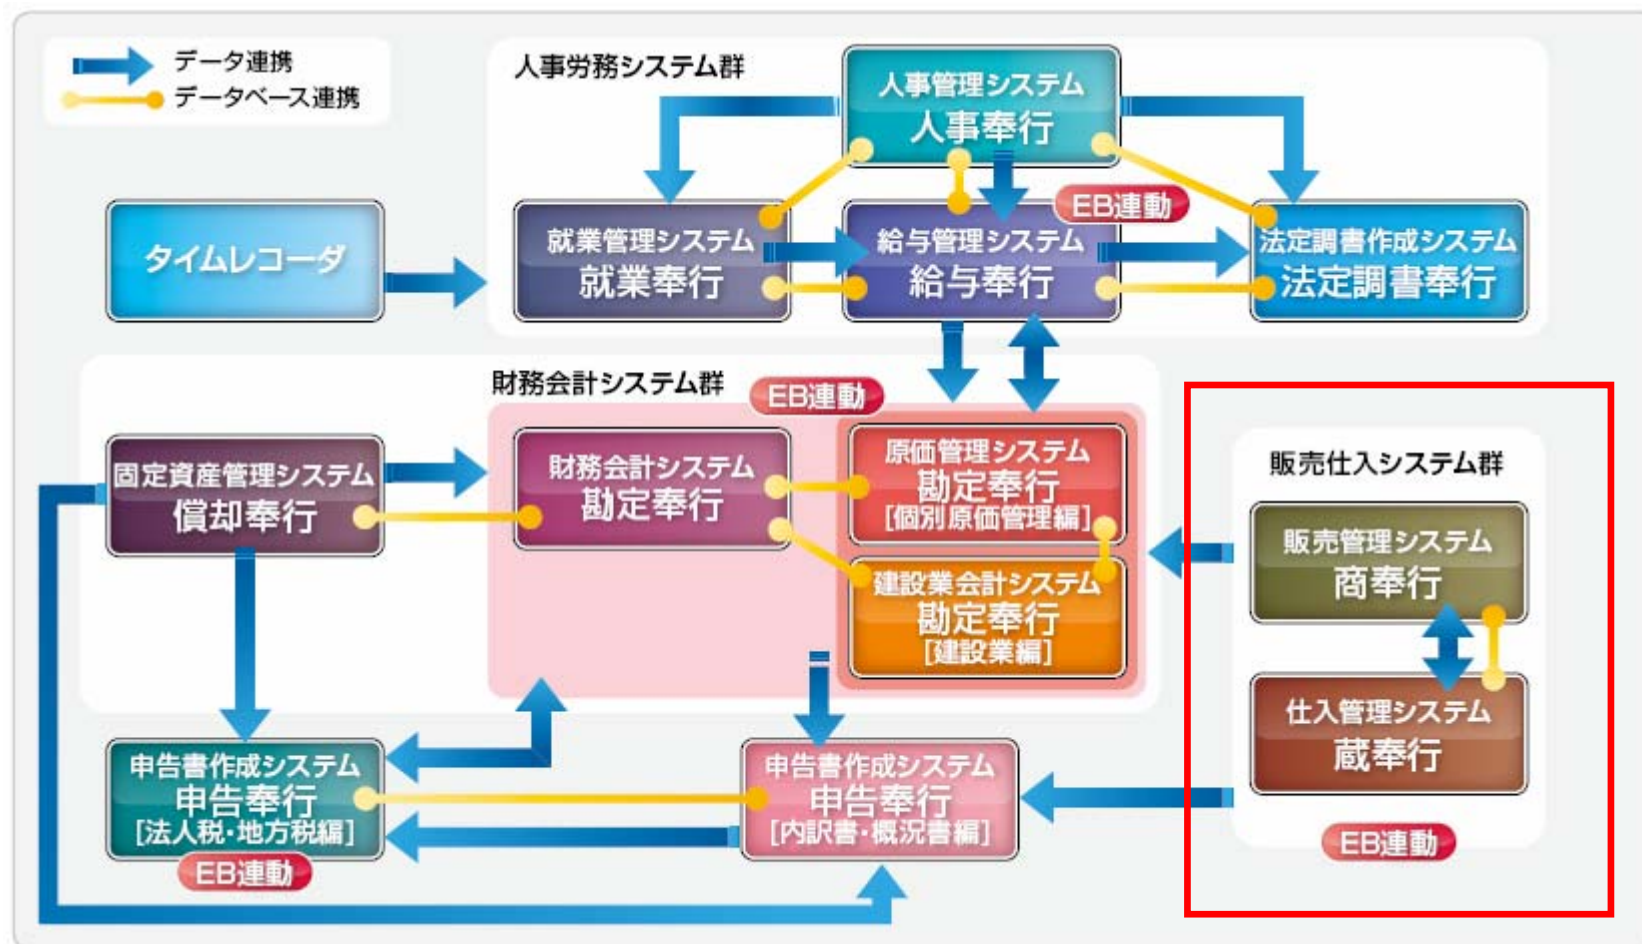 データ連携
データベース連携
人事労務システム群
人事管理システム
人事奉行
EB連動
タイムレコーダ
就業管理システム
就業奉行
給与管理システム
給与奉行
法定調書作成システム
法定調書奉行
財務会計システム群
EB連動
固定資産管理システム
償却奉行
財務会計システム
勘定奉行
原価管理システム
勘定奉行
[個別原価管理編]
建設業会計システム
勘定奉行
[建設業編]
販売仕入システム群
販売管理システム
商奉行
仕入管理システム
蔵奉行
EB連動
申告書作成システム
申告奉行
[法人税・地方税編]
EB連動
申告書作成システム
申告奉行
[内訳書・概況書編]